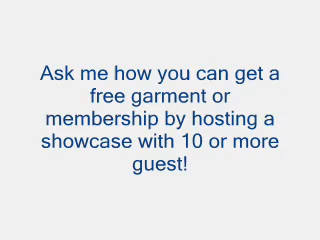 Ask me how you can get a
free garment or
membership by hosting a
showcase with 10 or more
guest!